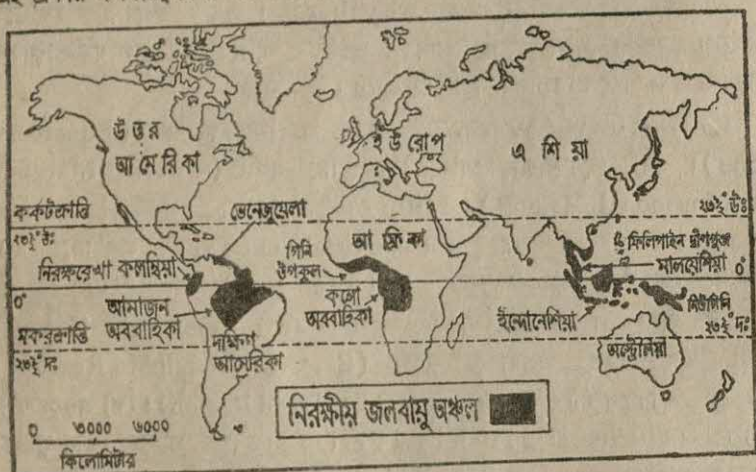 উত্তর
আমেরিকা
ইউরোপ
এশিয়া
কর্কটক্রান্তি
২৩½° উঃ
ভেনেজুয়েলা
আফ্রিকা
২৩½° উঃ
গিনি
উপকূল
ফিলিপাইন দ্বীপপুঞ্জ
মালয়েশিয়া
নিরক্ষরেখা কলম্বিয়া
0°
0°
আমাজন
অববাহিকা
কঙ্গো
অববাহিকা
ইন্দোনেশিয়া
নিউগিনি
মকরক্রান্তি
২৩½° দঃ
২৩½° দঃ
দক্ষিণ
আমেরিকা
অস্ট্রেলিয়া
নিরক্ষীয় জলবায়ু অঞ্চল
০ ৩০০০ ৬০০০
কিলোমিটার